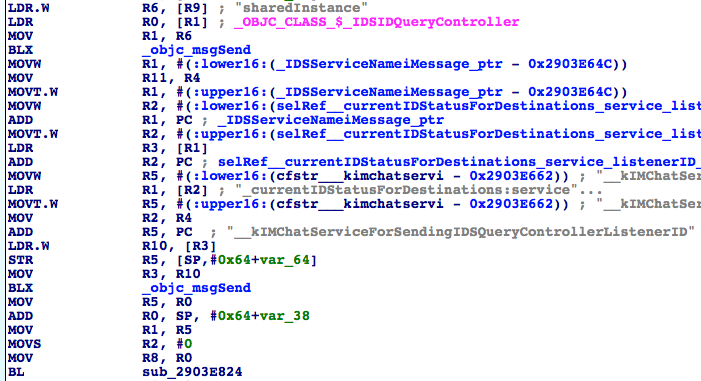 LDR.W R6, [R9] ; "sharedInstance"
LDR R0, [R1] ; _OBJC_CLASS_$_IDSIDQueryController
MOV R1, R6
BLX _objc_msgSend
MOVW R1, #(:lower16:(_IDSServiceNameiMessage_ptr - 0x2903E64C))
MOV R11, R4
MOVT.W R1, #(:upper16:(_IDSServiceNameiMessage_ptr - 0x2903E64C))
MOVW R2, #(:lower16:(selRef__currentIDStatusForDestinations_service_list
ADD R1, PC ; _IDSServiceNameiMessage_ptr
MOVT.W R2, #(:upper16:(selRef__currentIDStatusForDestinations_service_list
LDR R3, [R1]
ADD R2, PC ; selRef__currentIDStatusForDestinations_service_listenerID_
MOVW R5, #(:lower16:(cfstr___kimchatservi - 0x2903E662)) ; "__kIMChatSer
LDR R1, [R2] ; "_currentIDStatusForDestinations:service"...
MOVT.W R5, #(:upper16:(cfstr___kimchatservi - 0x2903E662)) ; "__kIMChatSer
MOV R2, R4
ADD R5, PC ; "__kIMChatServiceForSendingIDSQueryControllerListenerID"
LDR.W R10, [R3]
STR R5, [SP,#0x64+var_64]
MOV R3, R10
BLX _objc_msgSend
MOV R5, R0
ADD R0, SP, #0x64+var_38
MOV R1, R5
MOVS R2, #0
MOV R8, R0
BL sub_2903E824